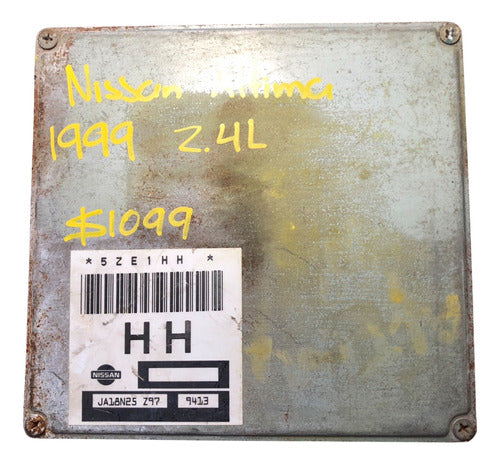 Nissan Altima
1999 2.4L
$1099
*5ZE1HH*
HH
NISSAN
JA18N25 Z97 9413